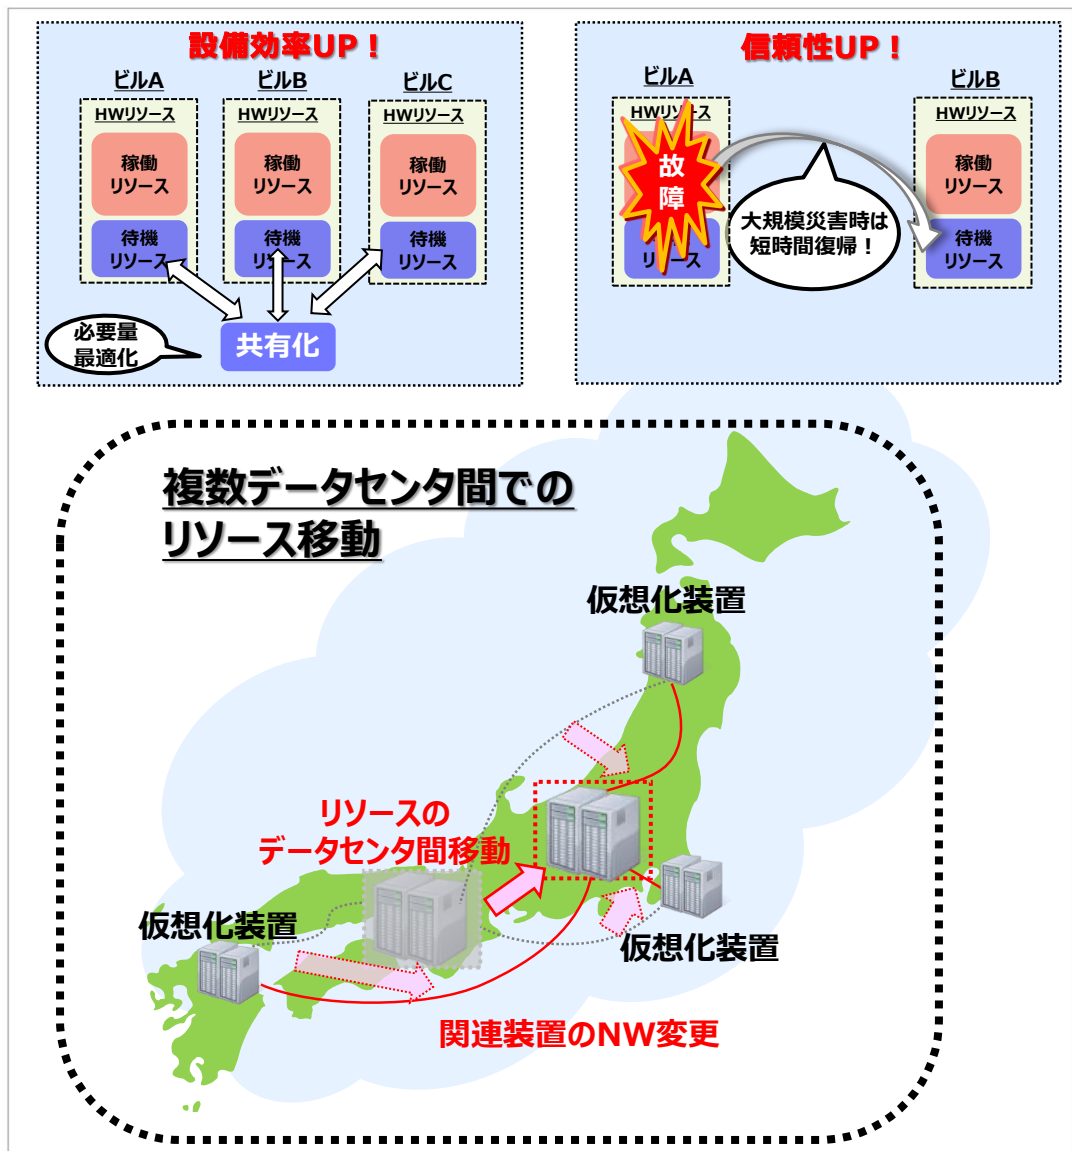 設備効率UP！
ビルA
ビルB
ビルC
HWリソース
HWリソース
HWリソース
稼働
リソース
稼働
リソース
稼働
リソース
待機
リソース
待機
リソース
待機
リソース
必要量
最適化
共有化
信頼性UP！
ビルA
ビルB
HWリソース
HWリソース
故
障
稼働
リソース
大規模災害時は
短時間復帰！
リソース
待機
リソース
複数データセンタ間での
リソース移動
仮想化装置
リソースの
データセンタ間移動
仮想化装置
仮想化装置
関連装置のNW変更